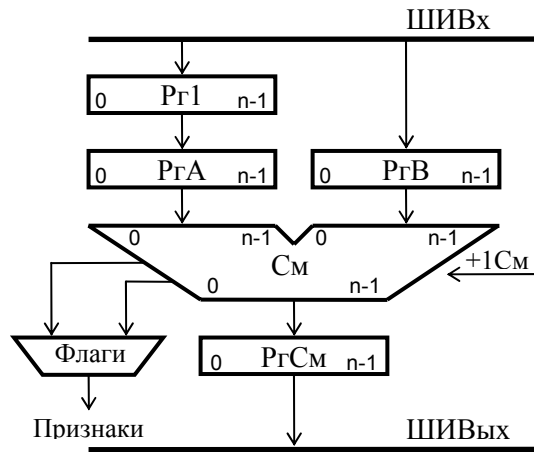 ШИВх
0 Рг1 n-1
0 РгА n-1
0 РгВ n-1
0 n-1 0 n-1
См
+1См
0 n-1
Флаги
0 РгСм n-1
Признаки
ШИВых